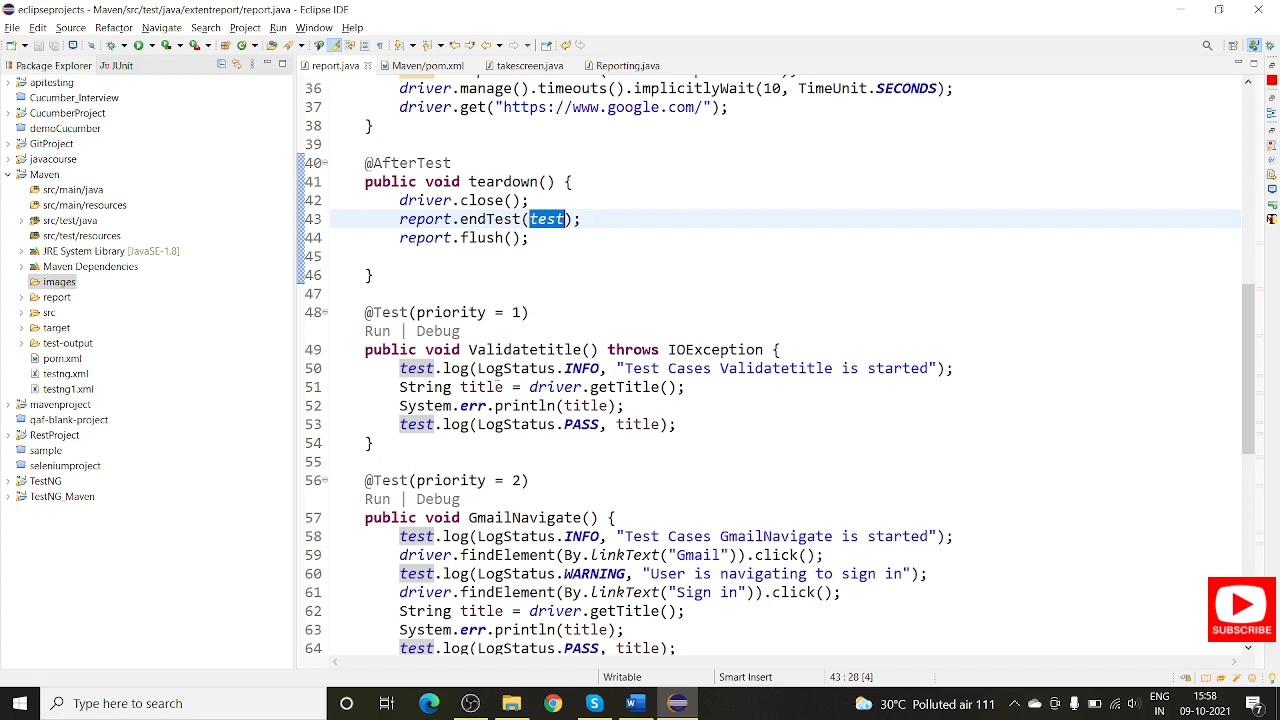 eclipseprojects - Maven/src/test/java/extentreport/report.java - Eclipse IDE
File Edit Source Refactor Navigate Search Project Run Window Help
Package Explorer JUnit
report.java Maven/pom.xml takescreen.java Reporting.java
apitesting
Cucumber_Interview
CucumberProject
demoCucumber
GitProject
javacourse
Maven
src/main/java
src/main/resources
src/test/java
src/test/resources
JRE System Library [JavaSE-1.8]
Maven Dependencies
images
report
src
target
test-output
pom.xml
testng.xml
testng1.xml
mavenproject
qaf-blank-project
RestProject
sample
seleniumproject
TestNG
TestNG_Maven
36 driver.manage().timeouts().implicitlyWait(10, TimeUnit.SECONDS);
37 driver.get("https://www.google.com/");
38 }
39
40 @AfterTest
41 public void teardown() {
42 driver.close();
43 report.endTest(test);
44 report.flush();
45
46 }
47
48 @Test(priority = 1)
Run | Debug
49 public void Validatetitle() throws IOException {
50 test.log(LogStatus.INFO, "Test Cases Validatetitle is started");
51 String title = driver.getTitle();
52 System.err.println(title);
53 test.log(LogStatus.PASS, title);
54 }
55
56 @Test(priority = 2)
Run | Debug
57 public void GmailNavigate() {
58 test.log(LogStatus.INFO, "Test Cases GmailNavigate is started");
59 driver.findElement(By.linkText("Gmail")).click();
60 test.log(LogStatus.WARNING, "User is navigating to sign in");
61 driver.findElement(By.linkText("Sign in")).click();
62 String title = driver.getTitle();
63 System.err.println(title);
64 test.log(LogStatus.PASS, title);
SUBSCRIBE
Writable Smart Insert 43 : 28 [4]
Type here to search
30°C Polluted air 111
ENG
IN
15:58
09-10-2021
7